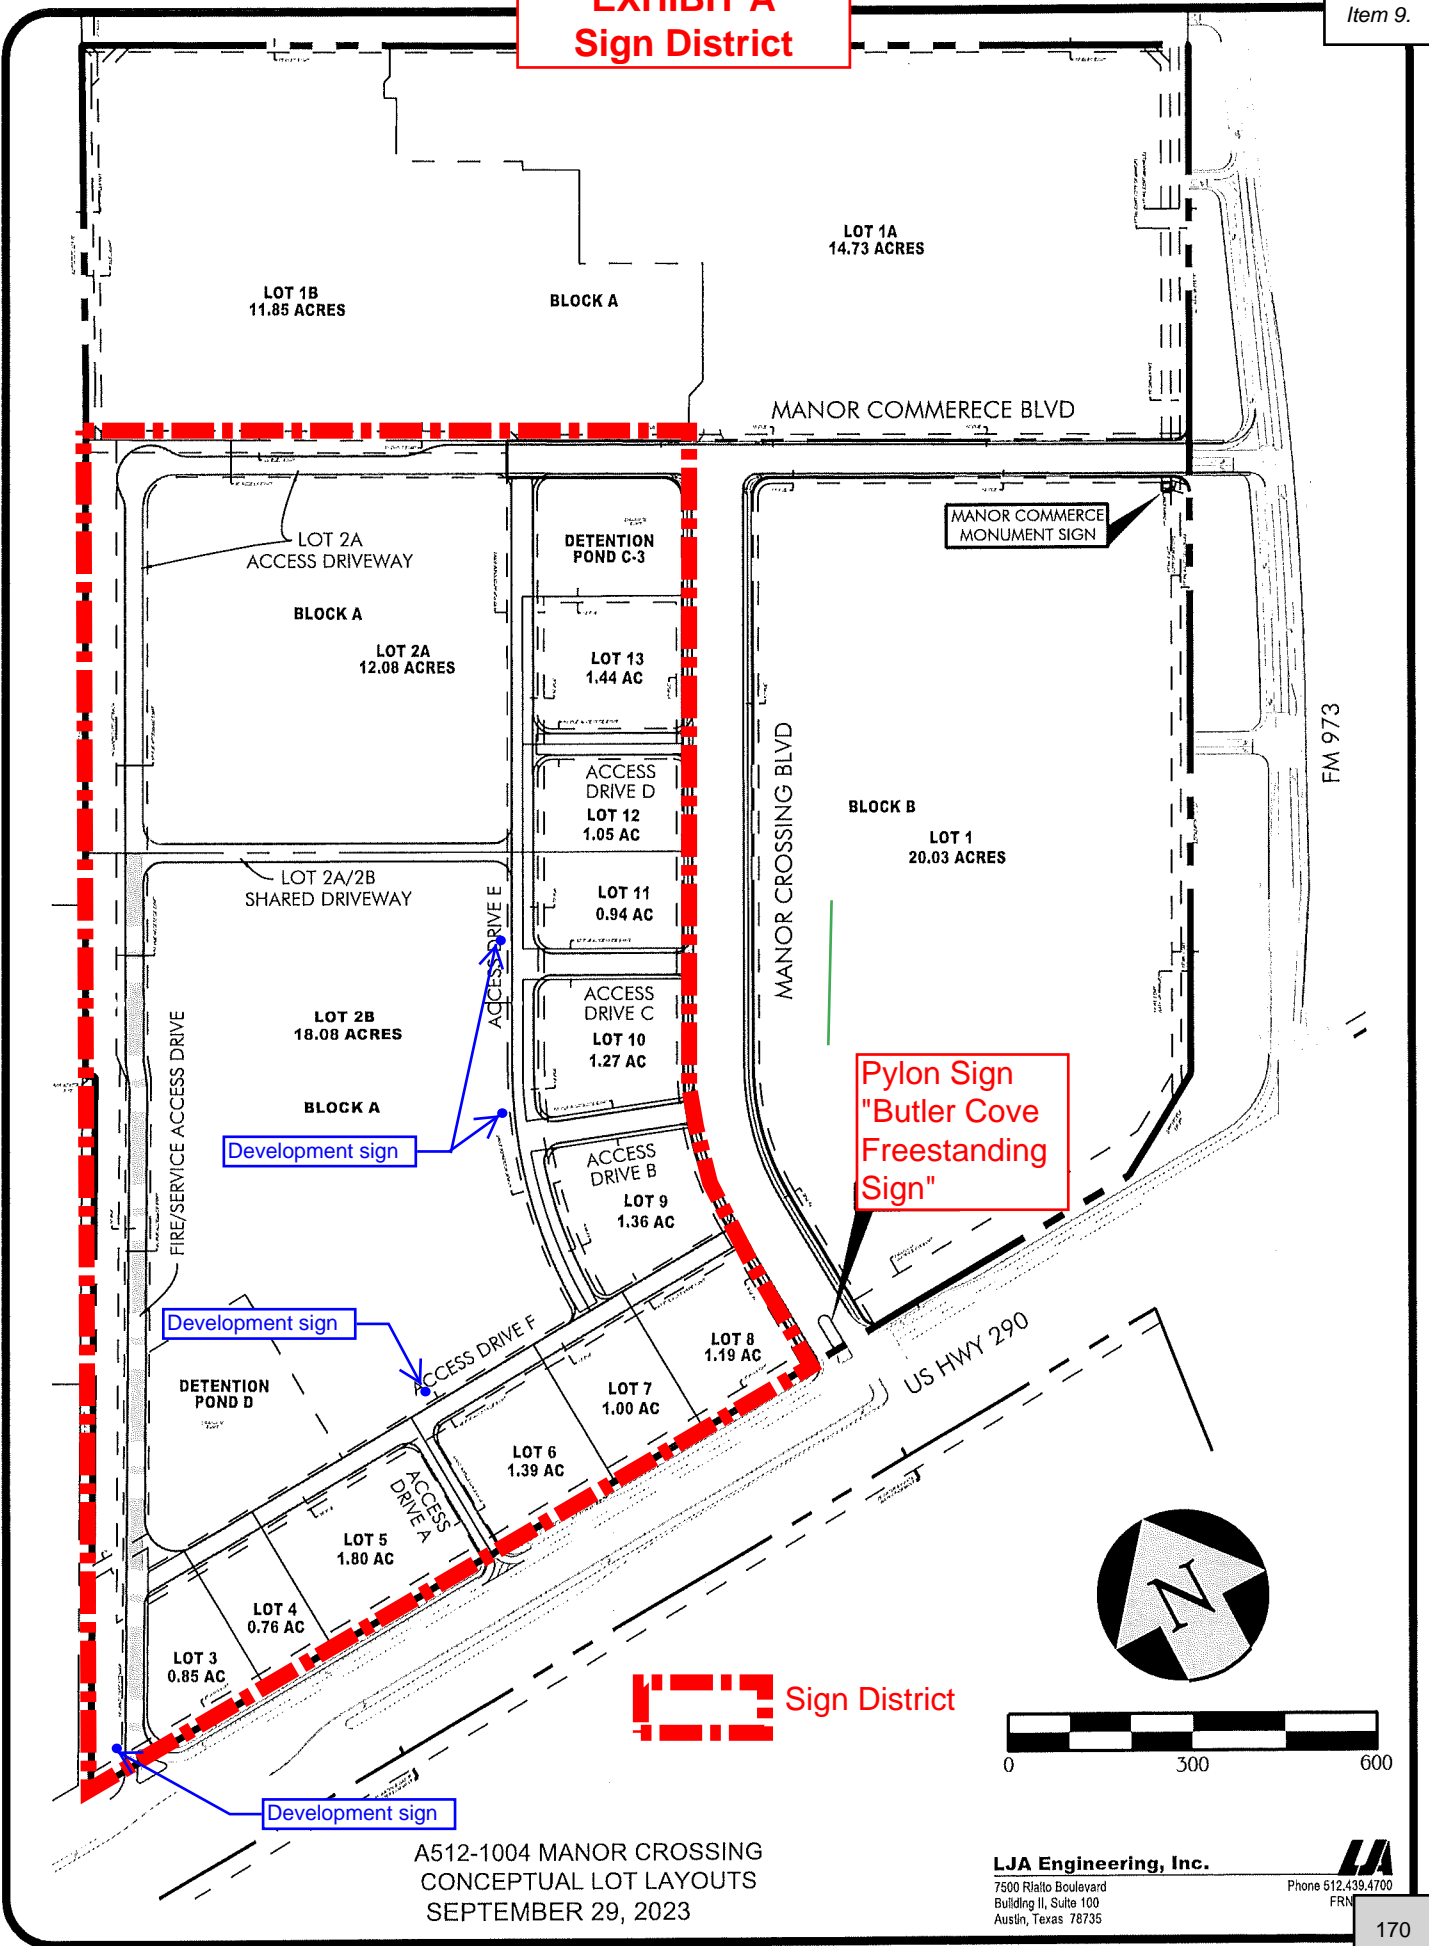 EXHIBIT A
Sign District
Item 9.
LOT 1A
14.73 ACRES
LOT 1B
11.85 ACRES
BLOCK A
MANOR COMMERECE BLVD
MANOR COMMERCE
MONUMENT SIGN
LOT 2A
ACCESS DRIVEWAY
DETENTION
POND C-3
BLOCK A
LOT 2A
12.08 ACRES
LOT 13
1.44 AC
FM 973
MANOR CROSSING BLVD
ACCESS
DRIVE D
LOT 12
1.05 AC
BLOCK B
LOT 1
20.03 ACRES
LOT 2A/2B
SHARED DRIVEWAY
LOT 11
0.94 AC
ACCESS DRIVE E
ACCESS
DRIVE C
LOT 10
1.27 AC
LOT 2B
18.08 ACRES
FIRE/SERVICE ACCESS DRIVE
BLOCK A
Pylon Sign
"Butler Cove
Freestanding
Sign"
Development sign
ACCESS
DRIVE B
LOT 9
1.36 AC
Development sign
ACCESS DRIVE F
LOT 8
1.19 AC
US HWY 290
DETENTION
POND D
LOT 7
1.00 AC
LOT 6
1.39 AC
ACCESS
DRIVE A
LOT 5
1.80 AC
LOT 4
0.76 AC
LOT 3
0.85 AC
N
Sign District
0 300 600
Development sign
A512-1004 MANOR CROSSING
CONCEPTUAL LOT LAYOUTS
SEPTEMBER 29, 2023
LJA Engineering, Inc.
7500 Rialto Boulevard
Building II, Suite 100
Austin, Texas 78735
LJA
Phone 512.439.4700
FRN
170